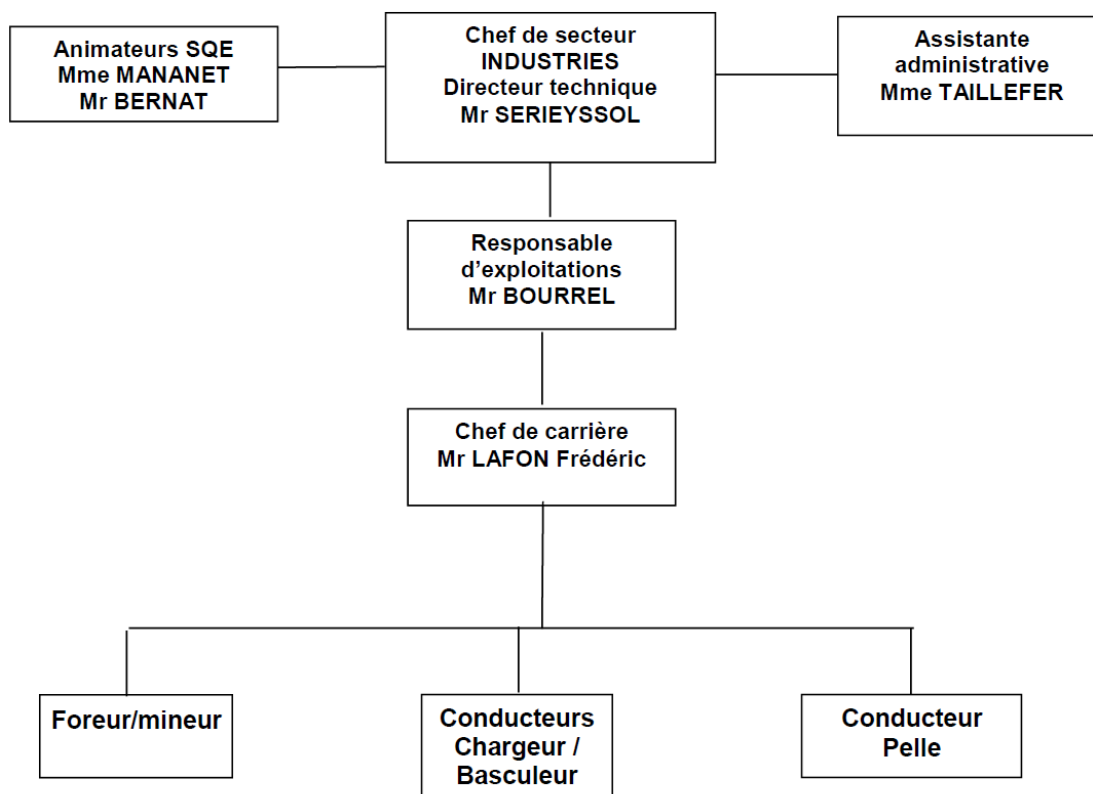 Animateurs SQE
Mme MANANET
Mr BERNAT
Chef de secteur
INDUSTRIES
Directeur technique
Mr SERIEYSSOL
Assistante
administrative
Mme TAILLEFER
Responsable
d’exploitations
Mr BOURREL
Chef de carrière
Mr LAFON Frédéric
Foreur/mineur
Conducteurs
Chargeur /
Basculeur
Conducteur
Pelle